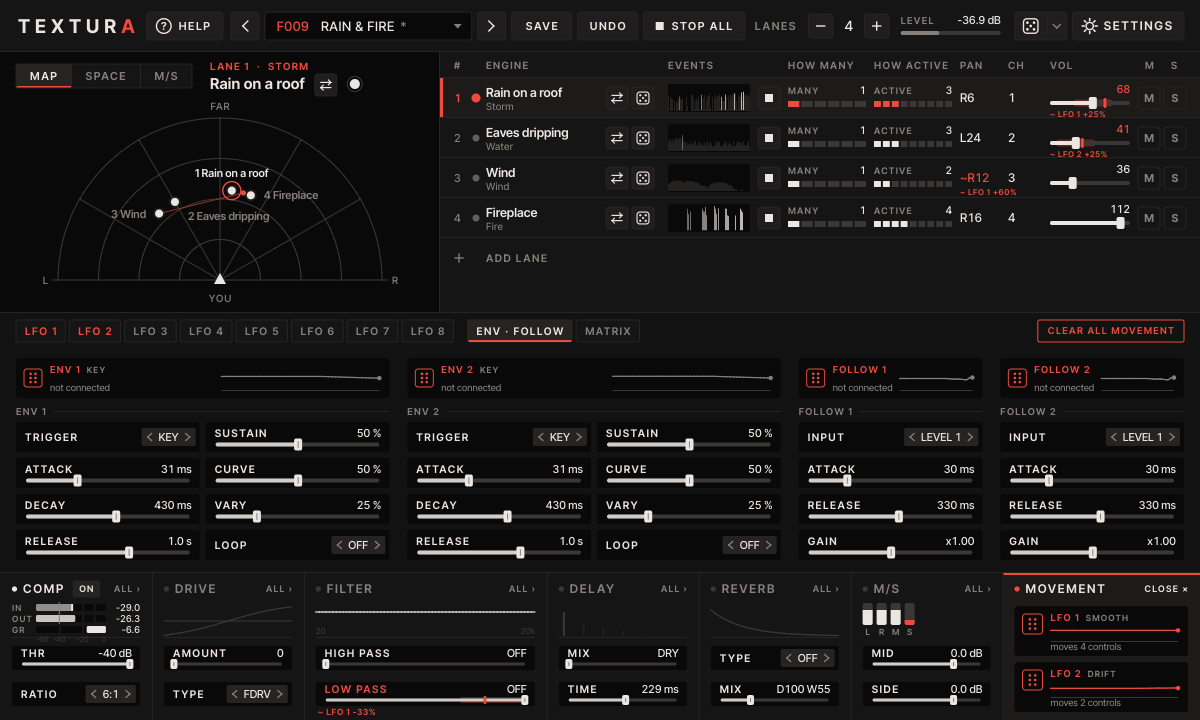 TEXTURA HELP F009 RAIN & FIRE * SAVE UNDO STOP ALL LANES 4 LEVEL -36.9 dB SETTINGS
MAP SPACE M/S
LANE 1 · STORM
Rain on a roof
FAR
1 Rain on a roof
4 Fireplace
3 Wind
2 Eaves dripping
L
R
YOU
# ENGINE EVENTS HOW MANY HOW ACTIVE PAN CH VOL M S
1 Rain on a roof MANY 1 ACTIVE 3 R6 1 68 M S
Storm
~ LFO 1 +25%
2 Eaves dripping MANY 1 ACTIVE 3 L24 2 41 M S
Water
~ LFO 2 +25%
3 Wind MANY 1 ACTIVE 2 ~R12 3 36 M S
Wind
~ LFO 1 +60%
4 Fireplace MANY 1 ACTIVE 4 R16 4 112 M S
Fire
+ ADD LANE
LFO 1 LFO 2 LFO 3 LFO 4 LFO 5 LFO 6 LFO 7 LFO 8 ENV · FOLLOW MATRIX CLEAR ALL MOVEMENT
ENV 1 KEY
not connected
ENV 2 KEY
not connected
FOLLOW 1
not connected
FOLLOW 2
not connected
ENV 1
TRIGGER KEY
SUSTAIN 50 %
ATTACK 31 ms
CURVE 50 %
DECAY 430 ms
VARY 25 %
RELEASE 1.0 s
LOOP OFF
ENV 2
TRIGGER KEY
SUSTAIN 50 %
ATTACK 31 ms
CURVE 50 %
DECAY 430 ms
VARY 25 %
RELEASE 1.0 s
LOOP OFF
FOLLOW 1
INPUT LEVEL 1
ATTACK 30 ms
RELEASE 330 ms
GAIN x1.00
FOLLOW 2
INPUT LEVEL 1
ATTACK 30 ms
RELEASE 330 ms
GAIN x1.00
COMP ON ALL ›
IN -29.0
OUT -26.3
GR -6.6
THR -40 dB
RATIO 6:1
DRIVE ALL ›
AMOUNT 0
TYPE FDRV
FILTER ALL ›
20 20k
HIGH PASS OFF
LOW PASS OFF
~ LFO 1 -33%
DELAY ALL ›
MIX DRY
TIME 229 ms
REVERB ALL ›
TYPE OFF
MIX D100 W55
M/S ALL ›
L R M S
MID 0.0 dB
SIDE 0.0 dB
MOVEMENT CLOSE ×
LFO 1 SMOOTH
moves 4 controls
LFO 2 DRIFT
moves 2 controls